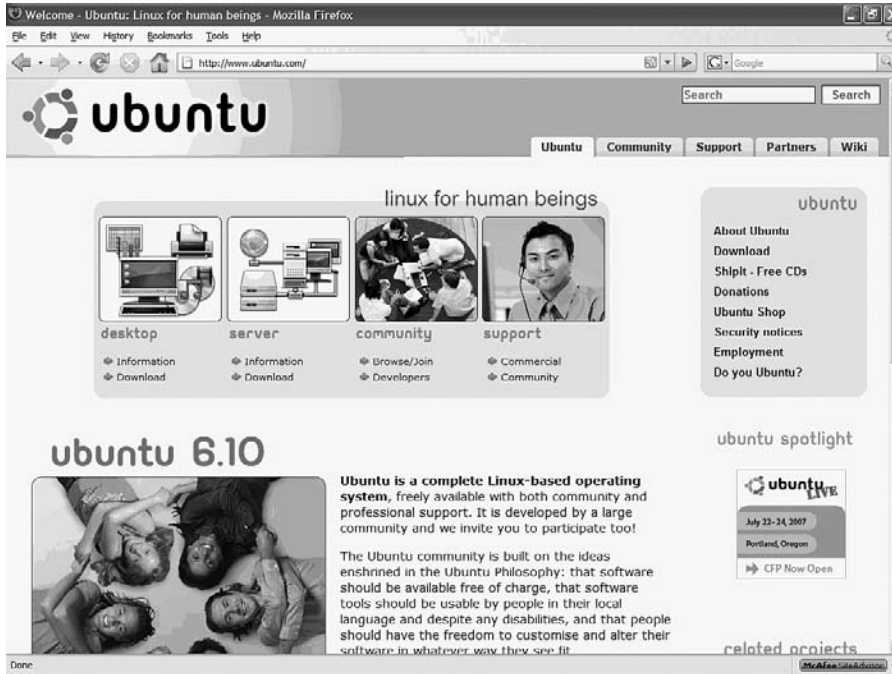 Welcome - Ubuntu: Linux for human beings - Mozilla Firefox
File Edit View History Bookmarks Tools Help
http://www.ubuntu.com/
Google
ubuntu
Search Search
Ubuntu Community Support Partners Wiki
linux for human beings
desktop
Information
Download
server
Information
Download
community
Browse/Join
Developers
support
Commercial
Community
ubuntu
About Ubuntu
Download
ShipIt - Free CDs
Donations
Ubuntu Shop
Security notices
Employment
Do you Ubuntu?
ubuntu 6.10
Ubuntu is a complete Linux-based operating
system, freely available with both community and
professional support. It is developed by a large
community and we invite you to participate too!
The Ubuntu community is built on the ideas
enshrined in the Ubuntu Philosophy: that software
should be available free of charge, that software
tools should be usable by people in their local
language and despite any disabilities, and that people
should have the freedom to customise and alter their
software in whatever way they see fit
ubuntu spotlight
ubuntu LIVE
July 22-24, 2007
Portland, Oregon
CFP Now Open
related projects
Done
McAfee SiteAdvisor